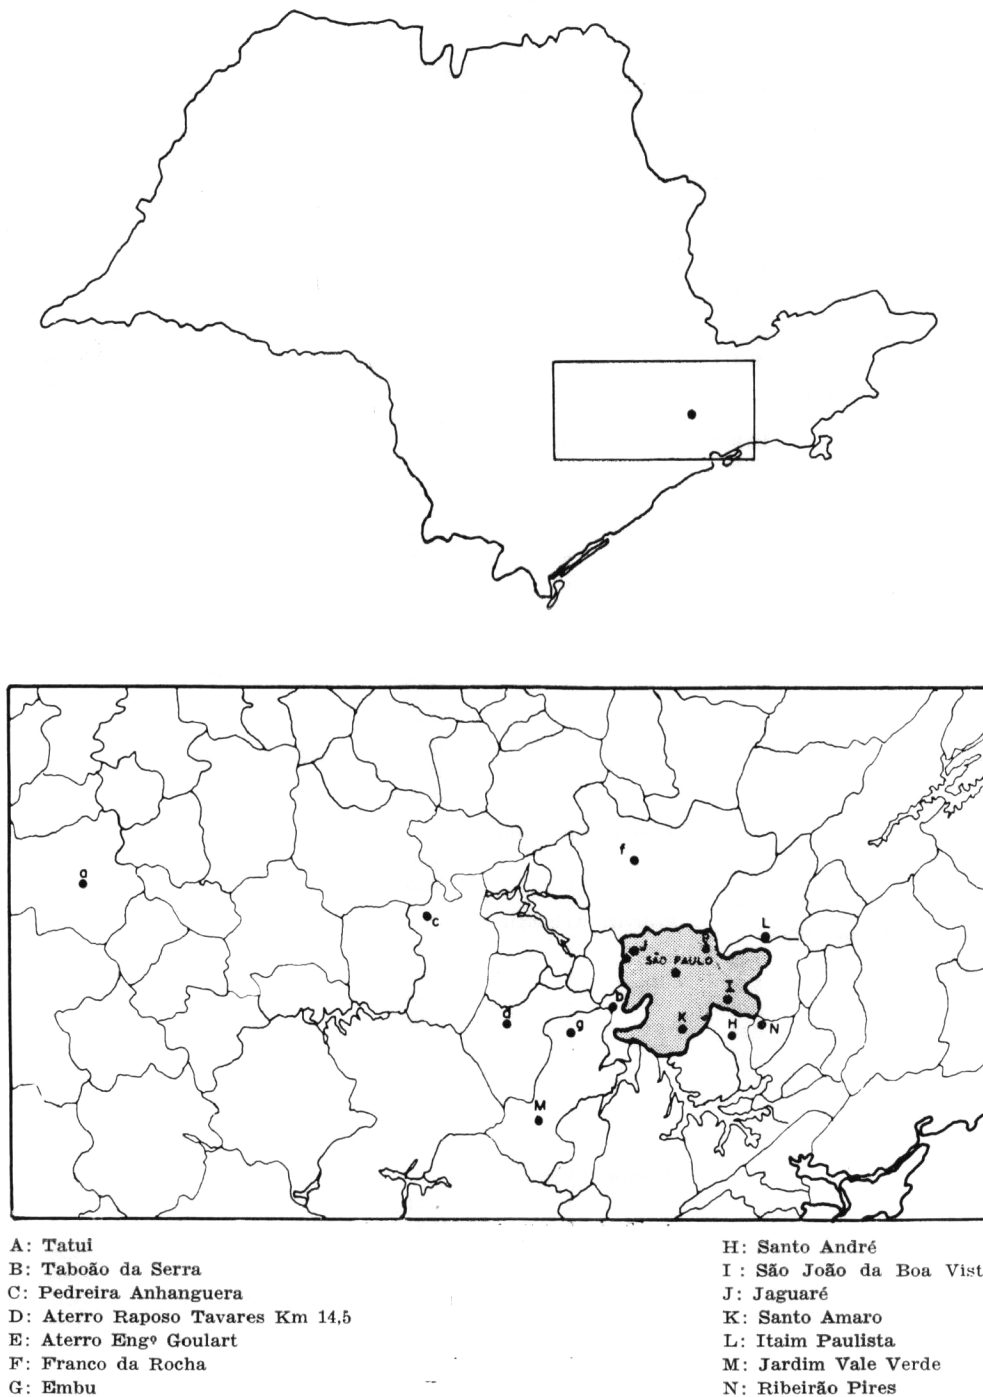 a
f
c
L
J
SÃO PAULO
I
b
d
g
K
H
N
M
A: Tatui
B: Taboão da Serra
C: Pedreira Anhanguera
D: Aterro Raposo Tavares Km 14,5
E: Aterro Engº Goulart
F: Franco da Rocha
G: Embu
H: Santo André
I : São João da Boa Vist
J: Jaguaré
K: Santo Amaro
L: Itaim Paulista
M: Jardim Vale Verde
N: Ribeirão Pires